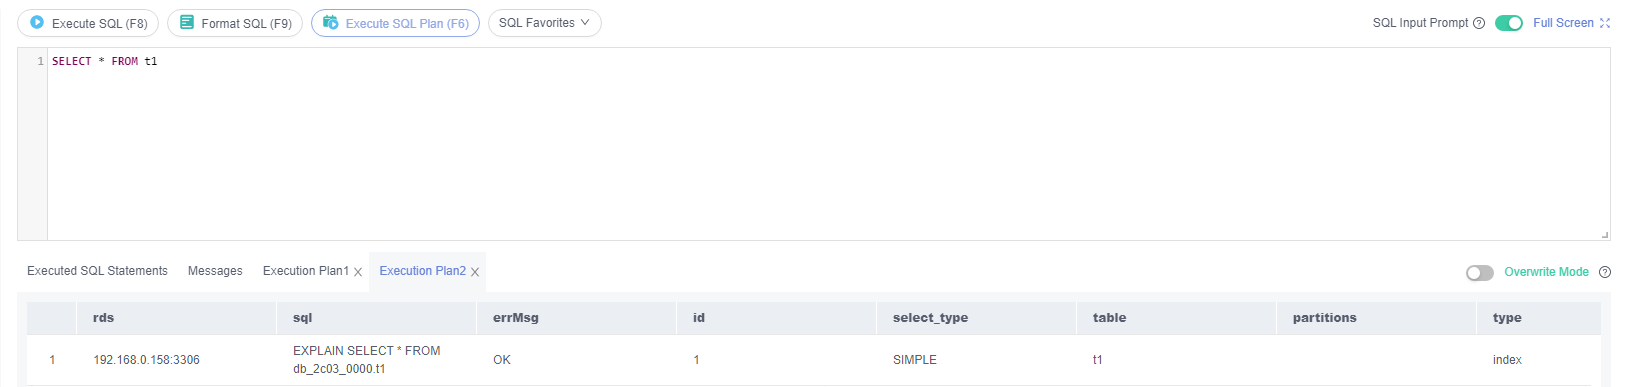 Execute SQL (F8) Format SQL (F9) Execute SQL Plan (F6) SQL Favorites SQL Input Prompt Full Screen
1 SELECT * FROM t1
Executed SQL Statements Messages Execution Plan1 Execution Plan2 Overwrite Mode
rds sql errMsg id select_type table partitions type
1 192.168.0.158:3306 EXPLAIN SELECT * FROM OK 1 SIMPLE t1 index
db_2c03_0000.t1